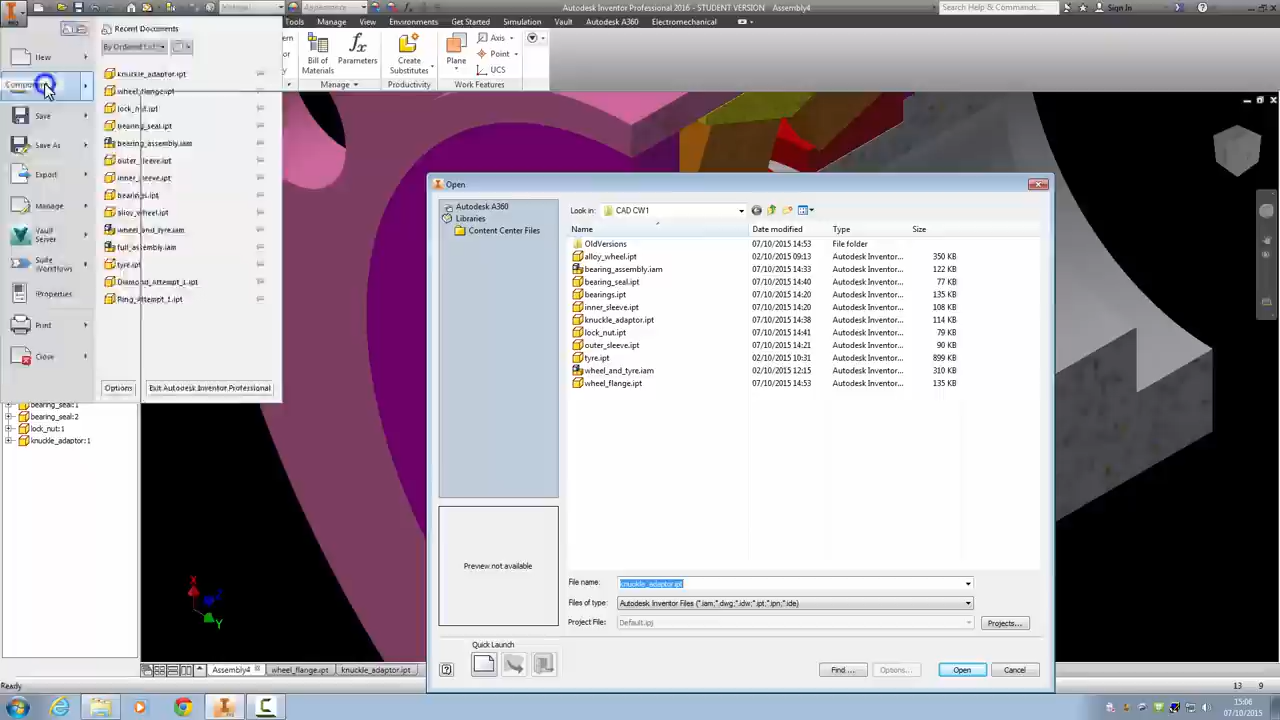 Material
Appearance
Autodesk Inventor Professional 2016 - STUDENT VERSION Assembly4
Search Help & Commands...
Sign In
Tools Manage View Environments Get Started Simulation Vault Autodesk A360 Electromechanical
Bill of Materials
Parameters
Manage
Create Substitutes
Productivity
Plane
Axis
Point
UCS
Work Features
Recent Documents
By Ordered List
New
Save
Save As
Export
Manage
Vault Server
Suite Workflows
iProperties
Print
Close
knuckle_adaptor.ipt
wheel_flange.ipt
lock_nut.ipt
bearing_seal.ipt
bearing_assembly.iam
outer_sleeve.ipt
inner_sleeve.ipt
bearings.ipt
alloy_wheel.ipt
wheel_and_tyre.iam
full_assembly.iam
tyre.ipt
Diamond_Attempt_1.ipt
Ring_Attempt_1.ipt
Options
Exit Autodesk Inventor Professional
bearing_seal:1
bearing_seal:2
lock_nut:1
knuckle_adaptor:1
Open
Autodesk A360
Libraries
Content Center Files
Look in: CAD CW1
Name Date modified Type Size
OldVersions 07/10/2015 14:53 File folder
alloy_wheel.ipt 02/10/2015 09:13 Autodesk Inventor... 350 KB
bearing_assembly.iam 07/10/2015 14:33 Autodesk Inventor... 122 KB
bearing_seal.ipt 07/10/2015 14:40 Autodesk Inventor... 77 KB
bearings.ipt 07/10/2015 14:20 Autodesk Inventor... 135 KB
inner_sleeve.ipt 07/10/2015 14:20 Autodesk Inventor... 108 KB
knuckle_adaptor.ipt 07/10/2015 14:38 Autodesk Inventor... 114 KB
lock_nut.ipt 07/10/2015 14:41 Autodesk Inventor... 79 KB
outer_sleeve.ipt 07/10/2015 14:21 Autodesk Inventor... 90 KB
tyre.ipt 02/10/2015 10:31 Autodesk Inventor... 899 KB
wheel_and_tyre.iam 02/10/2015 12:15 Autodesk Inventor... 310 KB
wheel_flange.ipt 07/10/2015 14:53 Autodesk Inventor... 135 KB
Preview not available
File name: knuckle_adaptor.ipt
Files of type: Autodesk Inventor Files (*.iam;*.dwg;*.idw;*.ipt;*.ipn;*.ide)
Project File: Default.ipj
Projects...
Quick Launch
Find ... Options... Open Cancel
X
Z
Y
Assembly4 wheel_flange.ipt knuckle_adaptor.ipt
Ready
13 9
15:06
07/10/2015